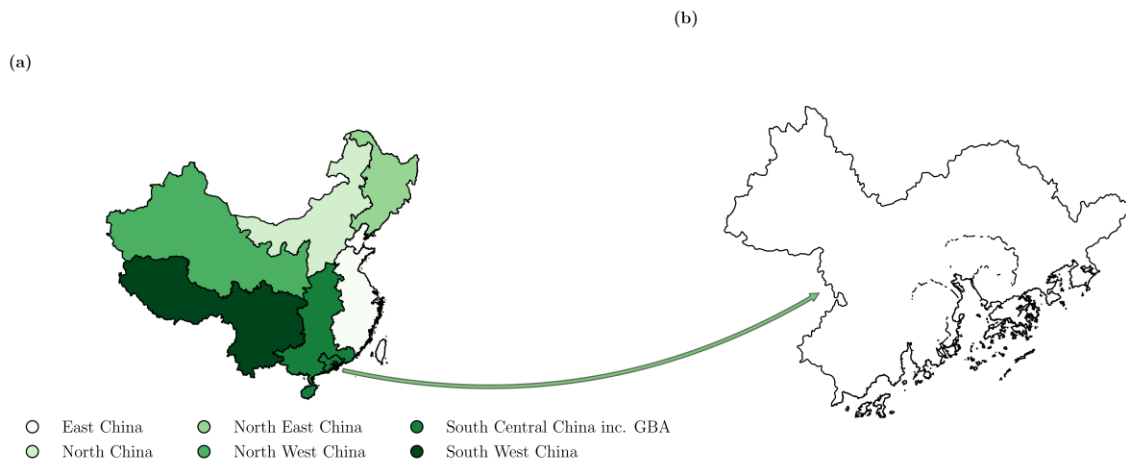 (b)
(a)
East China
North East China
South Central China inc. GBA
North China
North West China
South West China